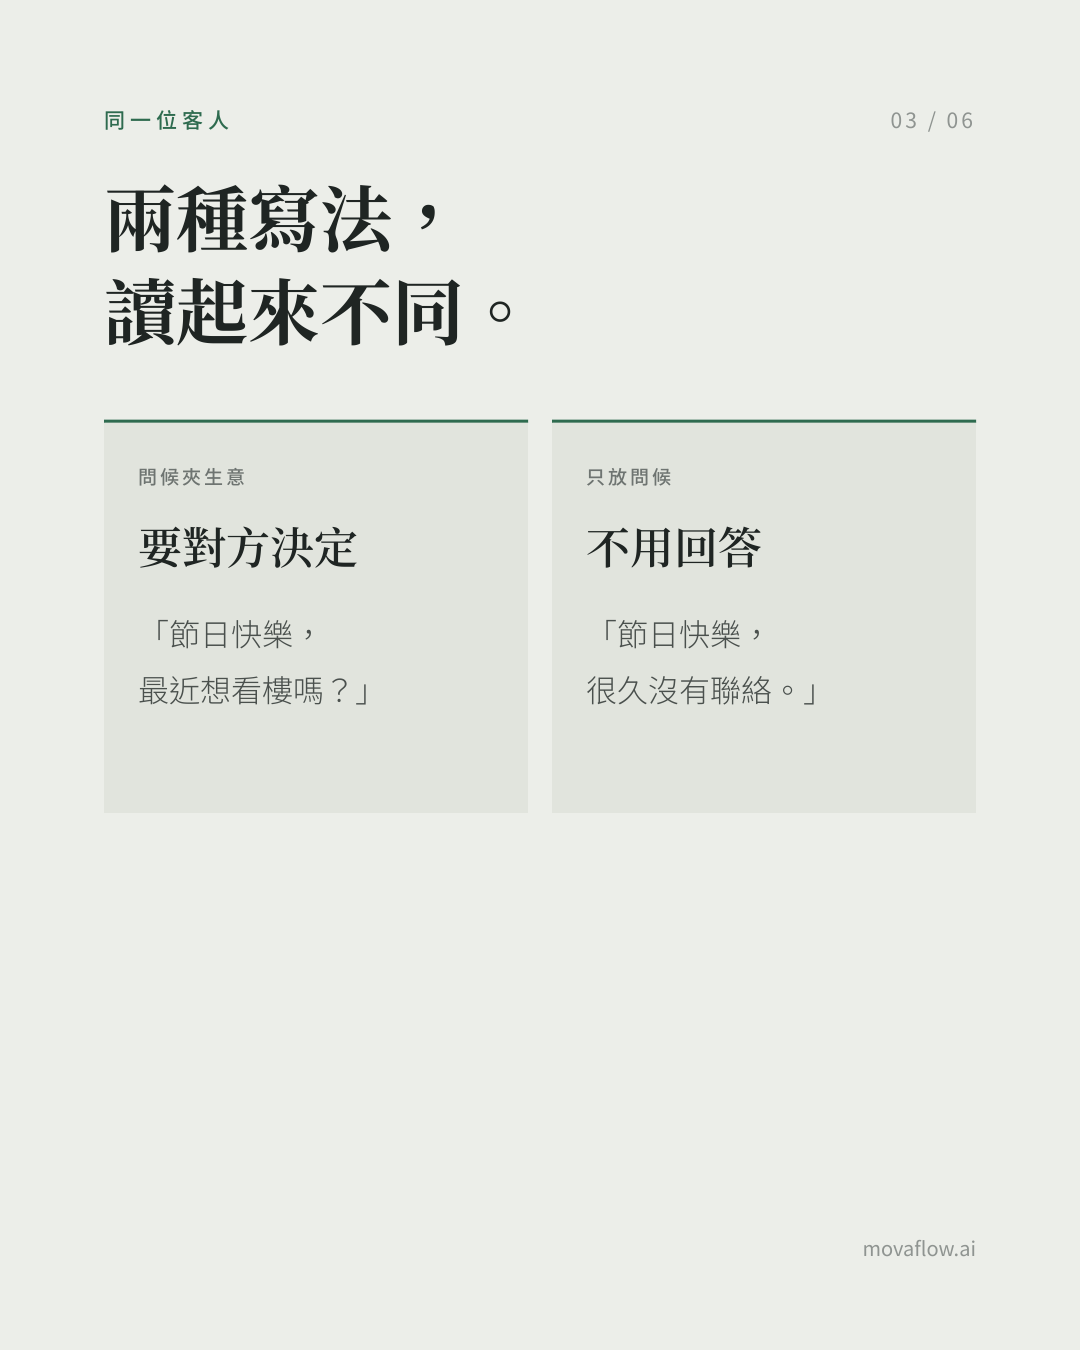 同一位客人
03 / 06
兩種寫法，
讀起來不同。
問候夾生意
要對方決定
「節日快樂，
最近想看樓嗎？」
只放問候
不用回答
「節日快樂，
很久沒有聯絡。」
movaflow.ai